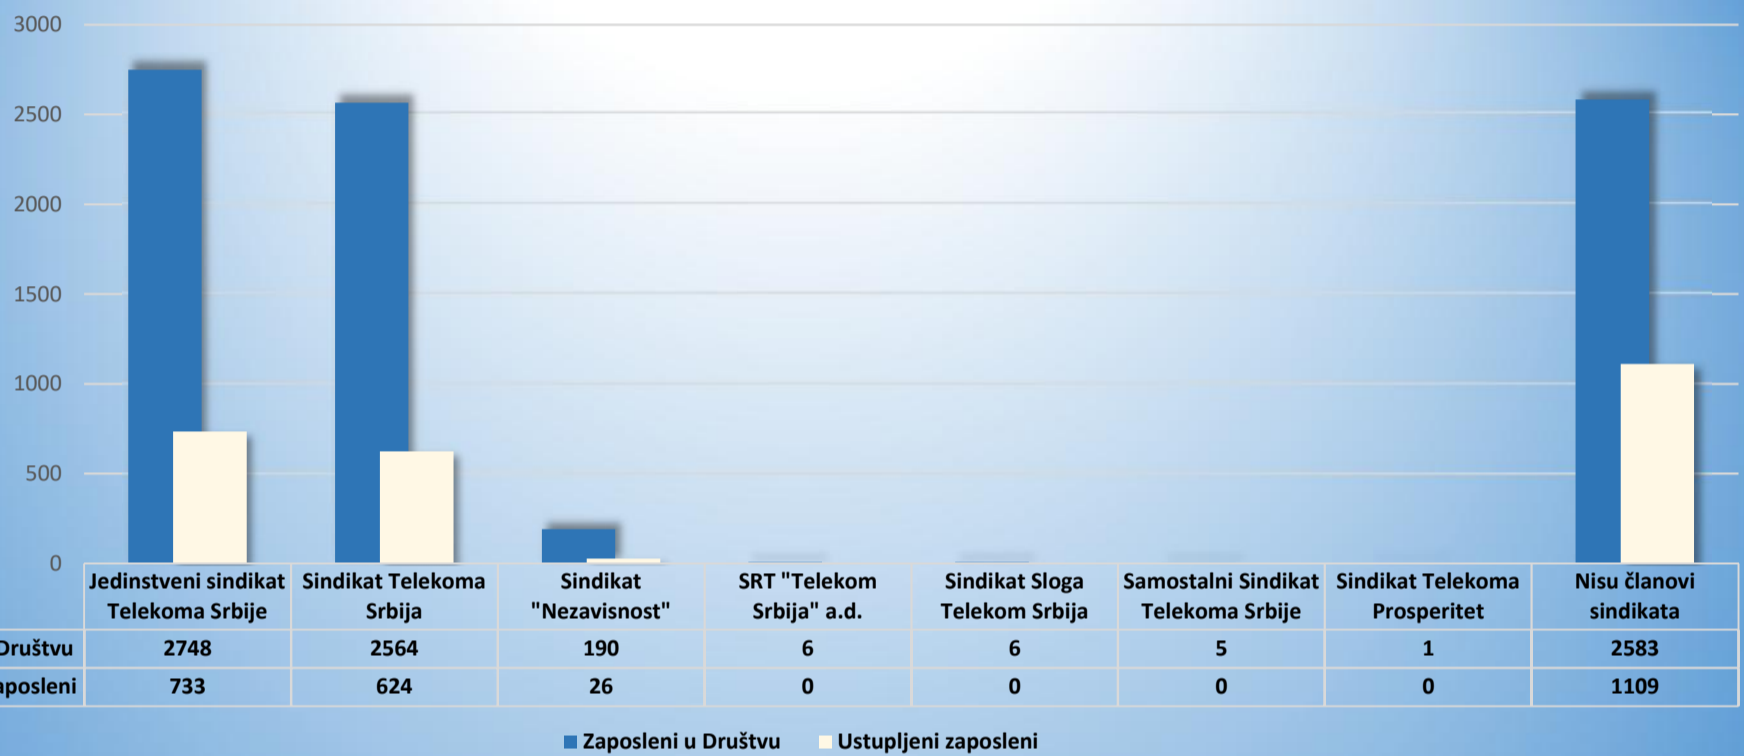 3000
2500
2000
1500
1000
500
0
Jedinstveni sindikat Telekoma Srbije
Sindikat Telekoma Srbija
Sindikat "Nezavisnost"
SRT "Telekom Srbija" a.d.
Sindikat Sloga Telekom Srbija
Samostalni Sindikat Telekoma Srbije
Sindikat Telekoma Prosperitet
Nisu članovi sindikata
Društvu 2748 2564 190 6 6 5 1 2583
aposleni 733 624 26 0 0 0 0 1109
Zaposleni u Društvu Ustupljeni zaposleni